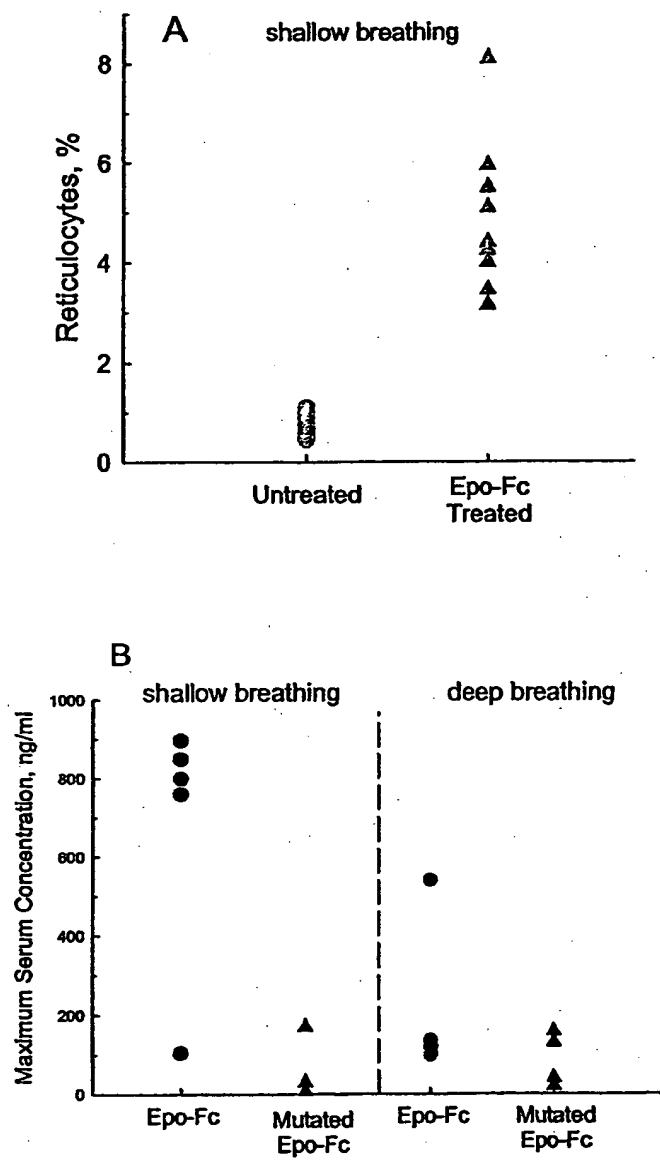 A
shallow breathing
8
6
4
2
0
Reticulocytes, %
Untreated
Epo-Fc
Treated
B
shallow breathing
deep breathing
1000
800
600
400
200
0
Maximum Serum Concentration, ng/ml
Epo-Fc
Mutated
Epo-Fc
Epo-Fc
Mutated
Epo-Fc